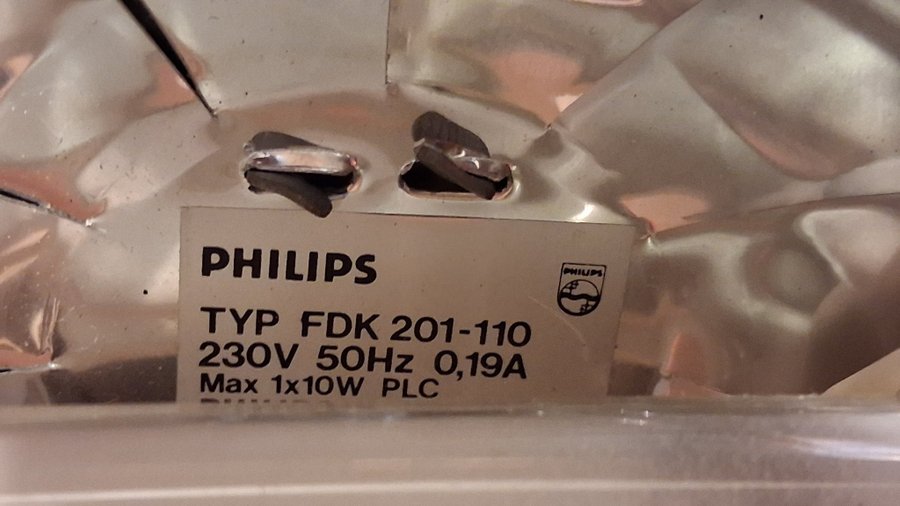 PHILIPS
PHILIPS
TYP FDK 201-110
230V 50Hz 0,19A
Max 1x10W PLC